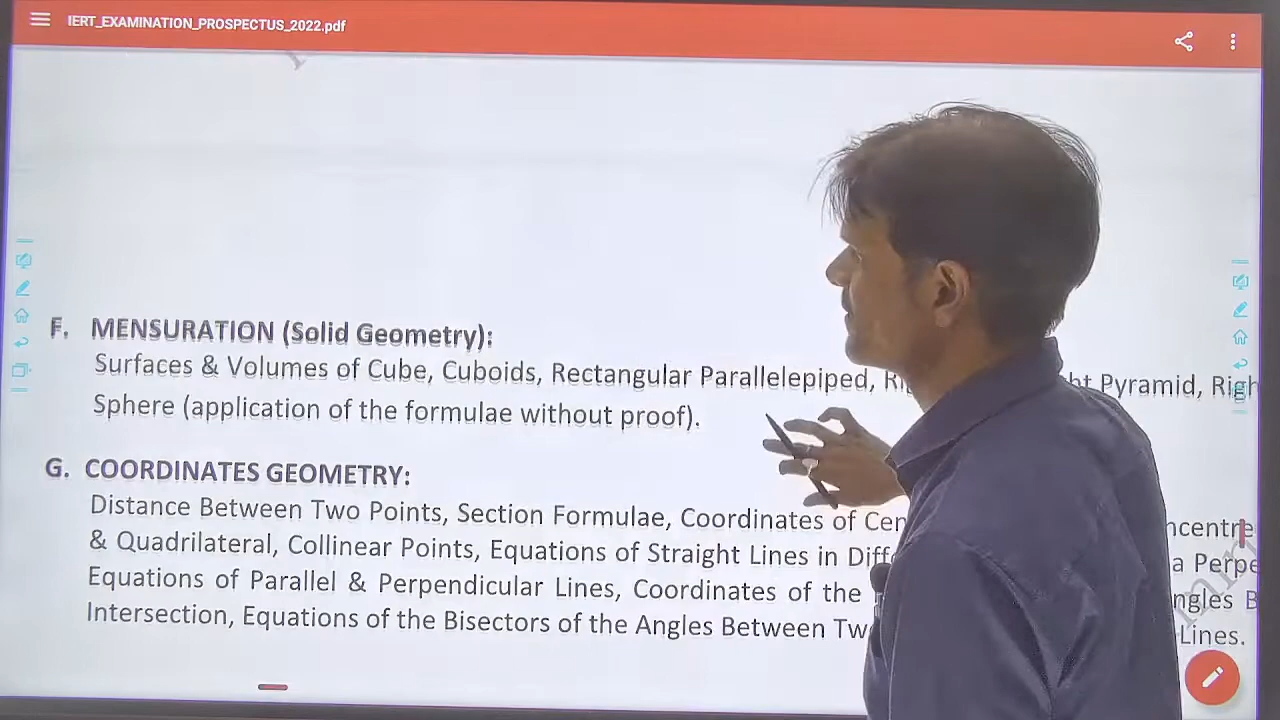 IERT_EXAMINATION_PROSPECTUS_2022.pdf
F. MENSURATION (Solid Geometry):
Surfaces & Volumes of Cube, Cuboids, Rectangular Parallelepiped, Pyramid,
Sphere (application of the formulae without proof).
G. COORDINATES GEOMETRY:
Distance Between Two Points, Section Formulae, Coordinates of
& Quadrilateral, Collinear Points, Equations of Straight Lines in a
Equations of Parallel & Perpendicular Lines, Coordinates of the
Intersection, Equations of the Bisectors of the Angles Between Lines.